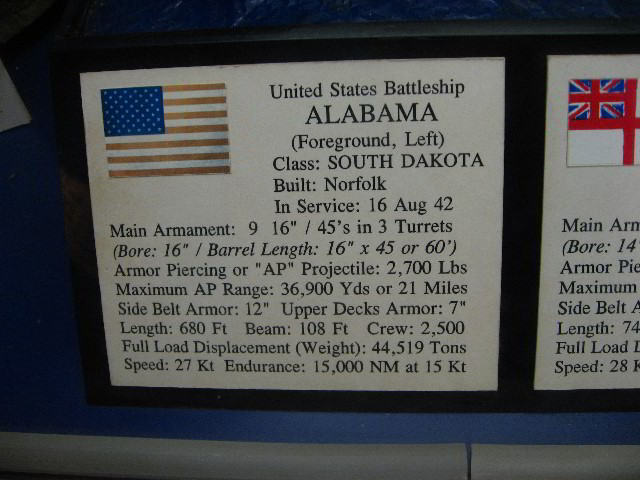 United States Battleship
ALABAMA
(Foreground, Left)
Class: SOUTH DAKOTA
Built: Norfolk
In Service: 16 Aug 42
Main Armament: 9 16" / 45's in 3 Turrets
(Bore: 16" / Barrel Length: 16" x 45 or 60')
Armor Piercing or "AP" Projectile: 2,700 Lbs
Maximum AP Range: 36,900 Yds or 21 Miles
Side Belt Armor: 12" Upper Decks Armor: 7"
Length: 680 Ft Beam: 108 Ft Crew: 2,500
Full Load Displacement (Weight): 44,519 Tons
Speed: 27 Kt Endurance: 15,000 NM at 15 Kt
Main Arm
(Bore: 14
Armor Pie
Maximum
Side Belt A
Length: 74
Full Load D
Speed: 28 K